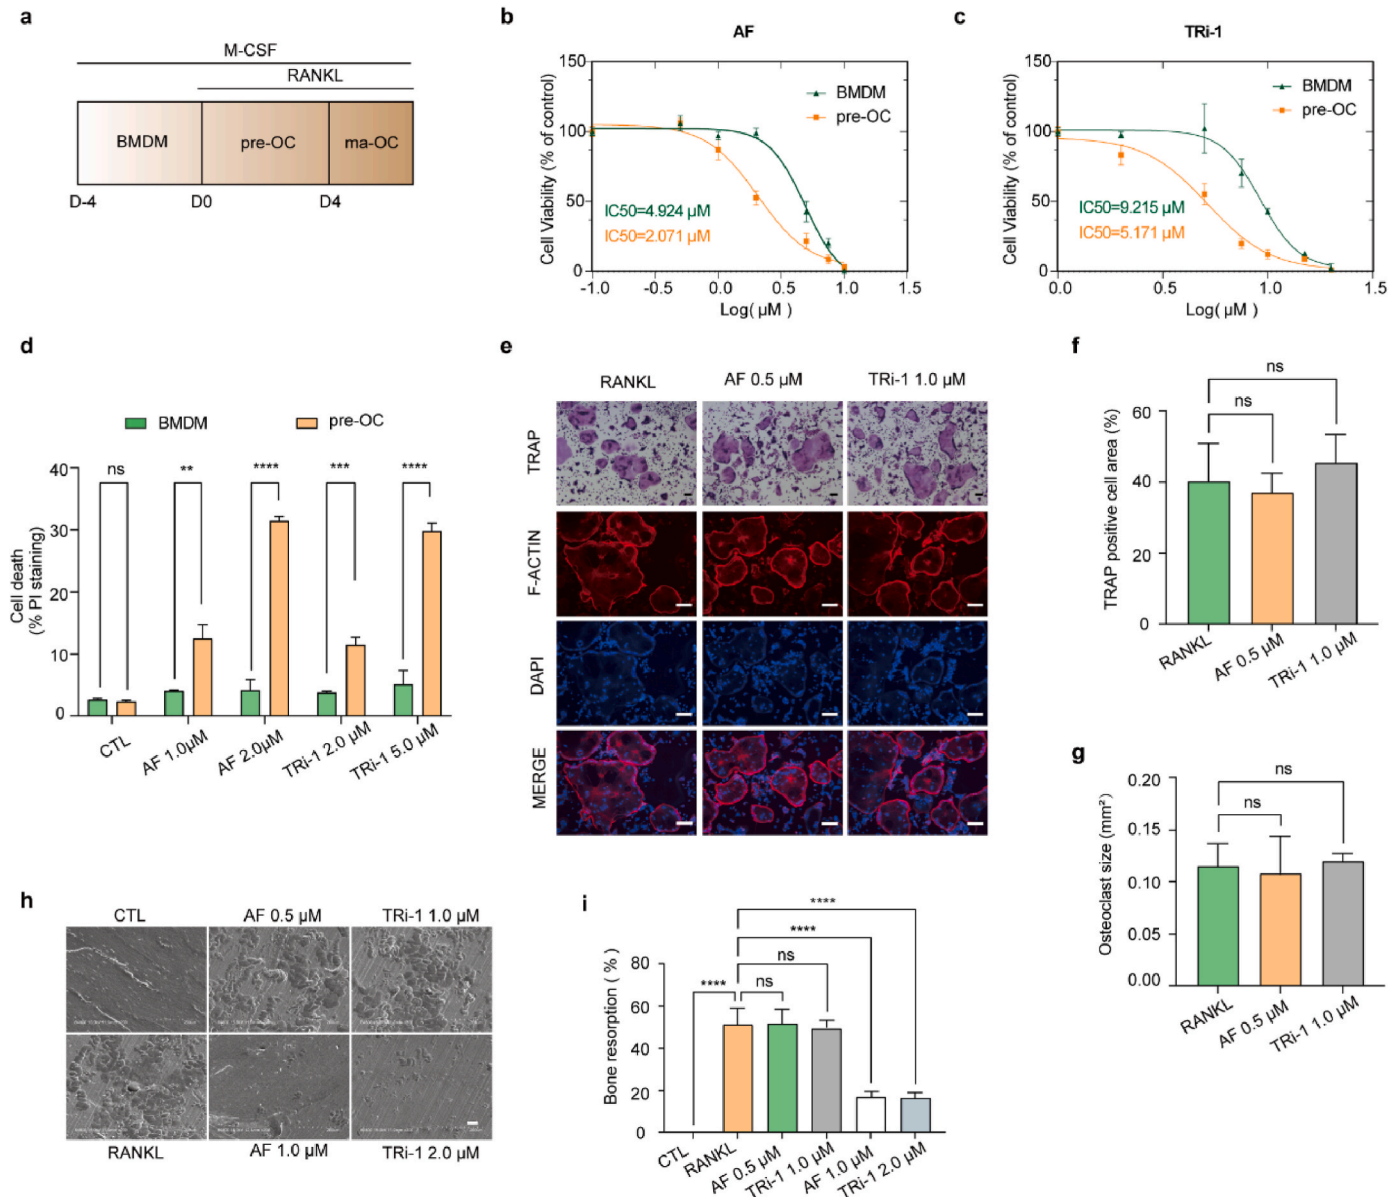 a
M-CSF
RANKL
BMDM
pre-OC
ma-OC
D-4
D0
D4
b
AF
Cell Viability (% of control)
150
100
50
0
BMDM
pre-OC
IC50=4.924 µM
IC50=2.071 µM
-1.0
-0.5
0.0
0.5
1.0
1.5
Log( µM )
c
TRi-1
Cell Viability (% of control)
150
100
50
0
BMDM
pre-OC
IC50=9.215 µM
IC50=5.171 µM
0.0
0.5
1.0
1.5
Log( µM )
d
BMDM
pre-OC
Cell death
(% PI staining)
40
30
20
10
0
ns
**
****
***
****
CTL
AF 1.0µM
AF 2.0µM
TRi-1 2.0 µM
TRi-1 5.0 µM
e
RANKL
AF 0.5 µM
TRi-1 1.0 µM
TRAP
F-ACTIN
DAPI
MERGE
f
TRAP positive cell area (%)
60
40
20
0
ns
ns
RANKL
AF 0.5 µM
TRi-1 1.0 µM
g
Osteoclast size (mm²)
0.20
0.15
0.10
0.05
0.00
ns
ns
RANKL
AF 0.5 µM
TRi-1 1.0 µM
h
CTL
AF 0.5 µM
TRi-1 1.0 µM
RANKL
AF 1.0 µM
TRi-1 2.0 µM
i
Bone resorption ( % )
80
60
40
20
0
****
ns
ns
****
****
CTL
RANKL
AF 0.5 µM
TRi-1 1.0 µM
AF 1.0 µM
TRi-1 2.0 µM